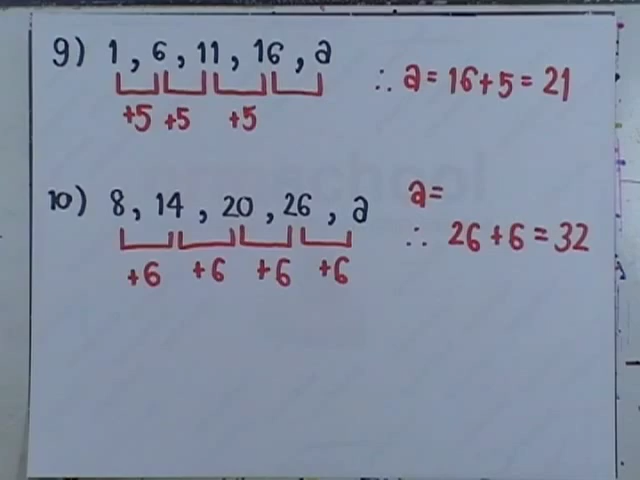 9) 1, 6, 11, 16, a ∴ a = 16+5 = 21
+5 +5 +5
10) 8, 14, 20, 26, a a=
∴ 26+6=32
+6 +6 +6 +6